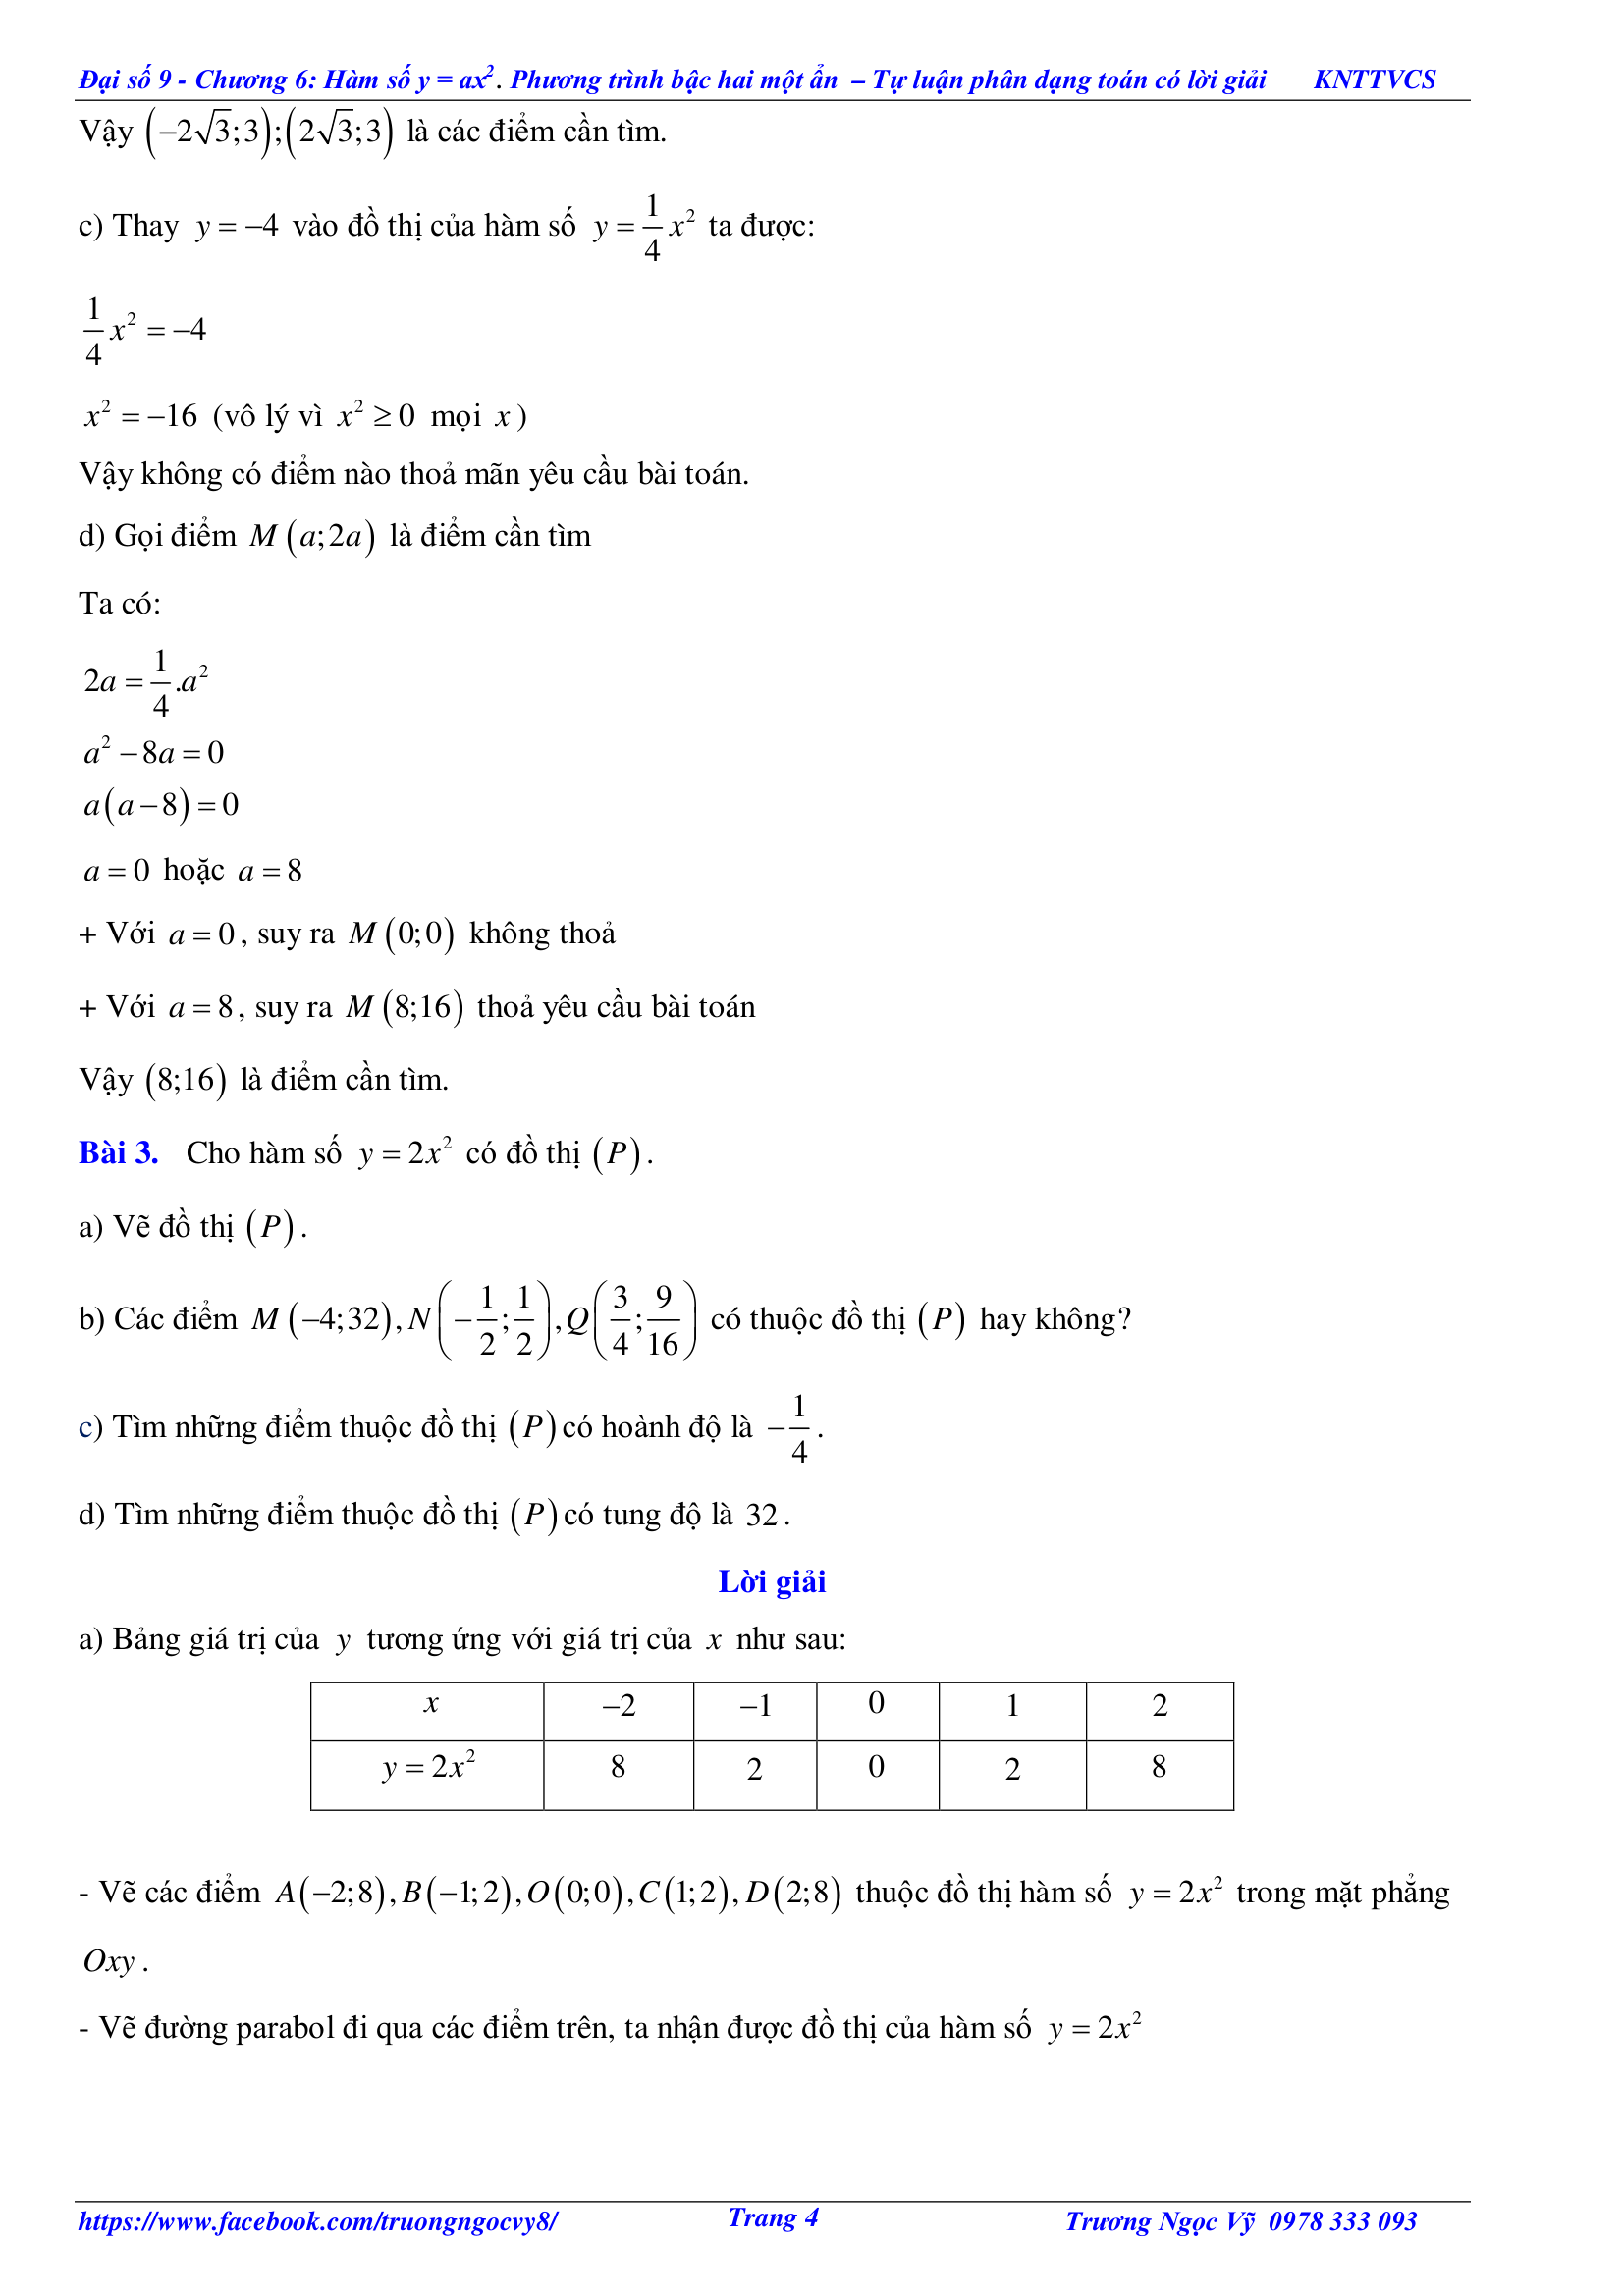 Đại số 9 - Chương 6: Hàm số y = ax². Phương trình bậc hai một ẩn – Tự luận phân dạng toán có lời giải KNTTVCS
Vậy (−2√3;3);(2√3;3) là các điểm cần tìm.
c) Thay y = −4 vào đồ thị của hàm số y = 1/4 x² ta được:
1/4 x² = −4
x² = −16 (vô lý vì x² ≥ 0 mọi x)
Vậy không có điểm nào thoả mãn yêu cầu bài toán.
d) Gọi điểm M(a;2a) là điểm cần tìm
Ta có:
2a = 1/4 .a²
a² − 8a = 0
a(a − 8) = 0
a = 0 hoặc a = 8
+ Với a = 0, suy ra M(0;0) không thoả
+ Với a = 8, suy ra M(8;16) thoả yêu cầu bài toán
Vậy (8;16) là điểm cần tìm.
Bài 3. Cho hàm số y = 2x² có đồ thị (P).
a) Vẽ đồ thị (P).
b) Các điểm M(−4;32), N(−1/2;1/2), Q(3/4;9/16) có thuộc đồ thị (P) hay không?
c) Tìm những điểm thuộc đồ thị (P) có hoành độ là −1/4.
d) Tìm những điểm thuộc đồ thị (P) có tung độ là 32.
Lời giải
a) Bảng giá trị của y tương ứng với giá trị của x như sau:
x −2 −1 0 1 2
y = 2x² 8 2 0 2 8
- Vẽ các điểm A(−2;8), B(−1;2), O(0;0), C(1;2), D(2;8) thuộc đồ thị hàm số y = 2x² trong mặt phẳng
Oxy.
- Vẽ đường parabol đi qua các điểm trên, ta nhận được đồ thị của hàm số y = 2x²
https://www.facebook.com/truongngocvy8/ Trang 4 Trương Ngọc Vỹ 0978 333 093